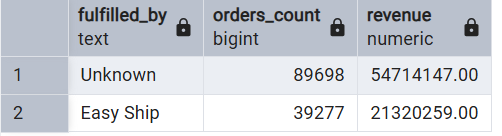 fulfilled_by orders_count revenue
text bigint numeric
1 Unknown 89698 54714147.00
2 Easy Ship 39277 21320259.00